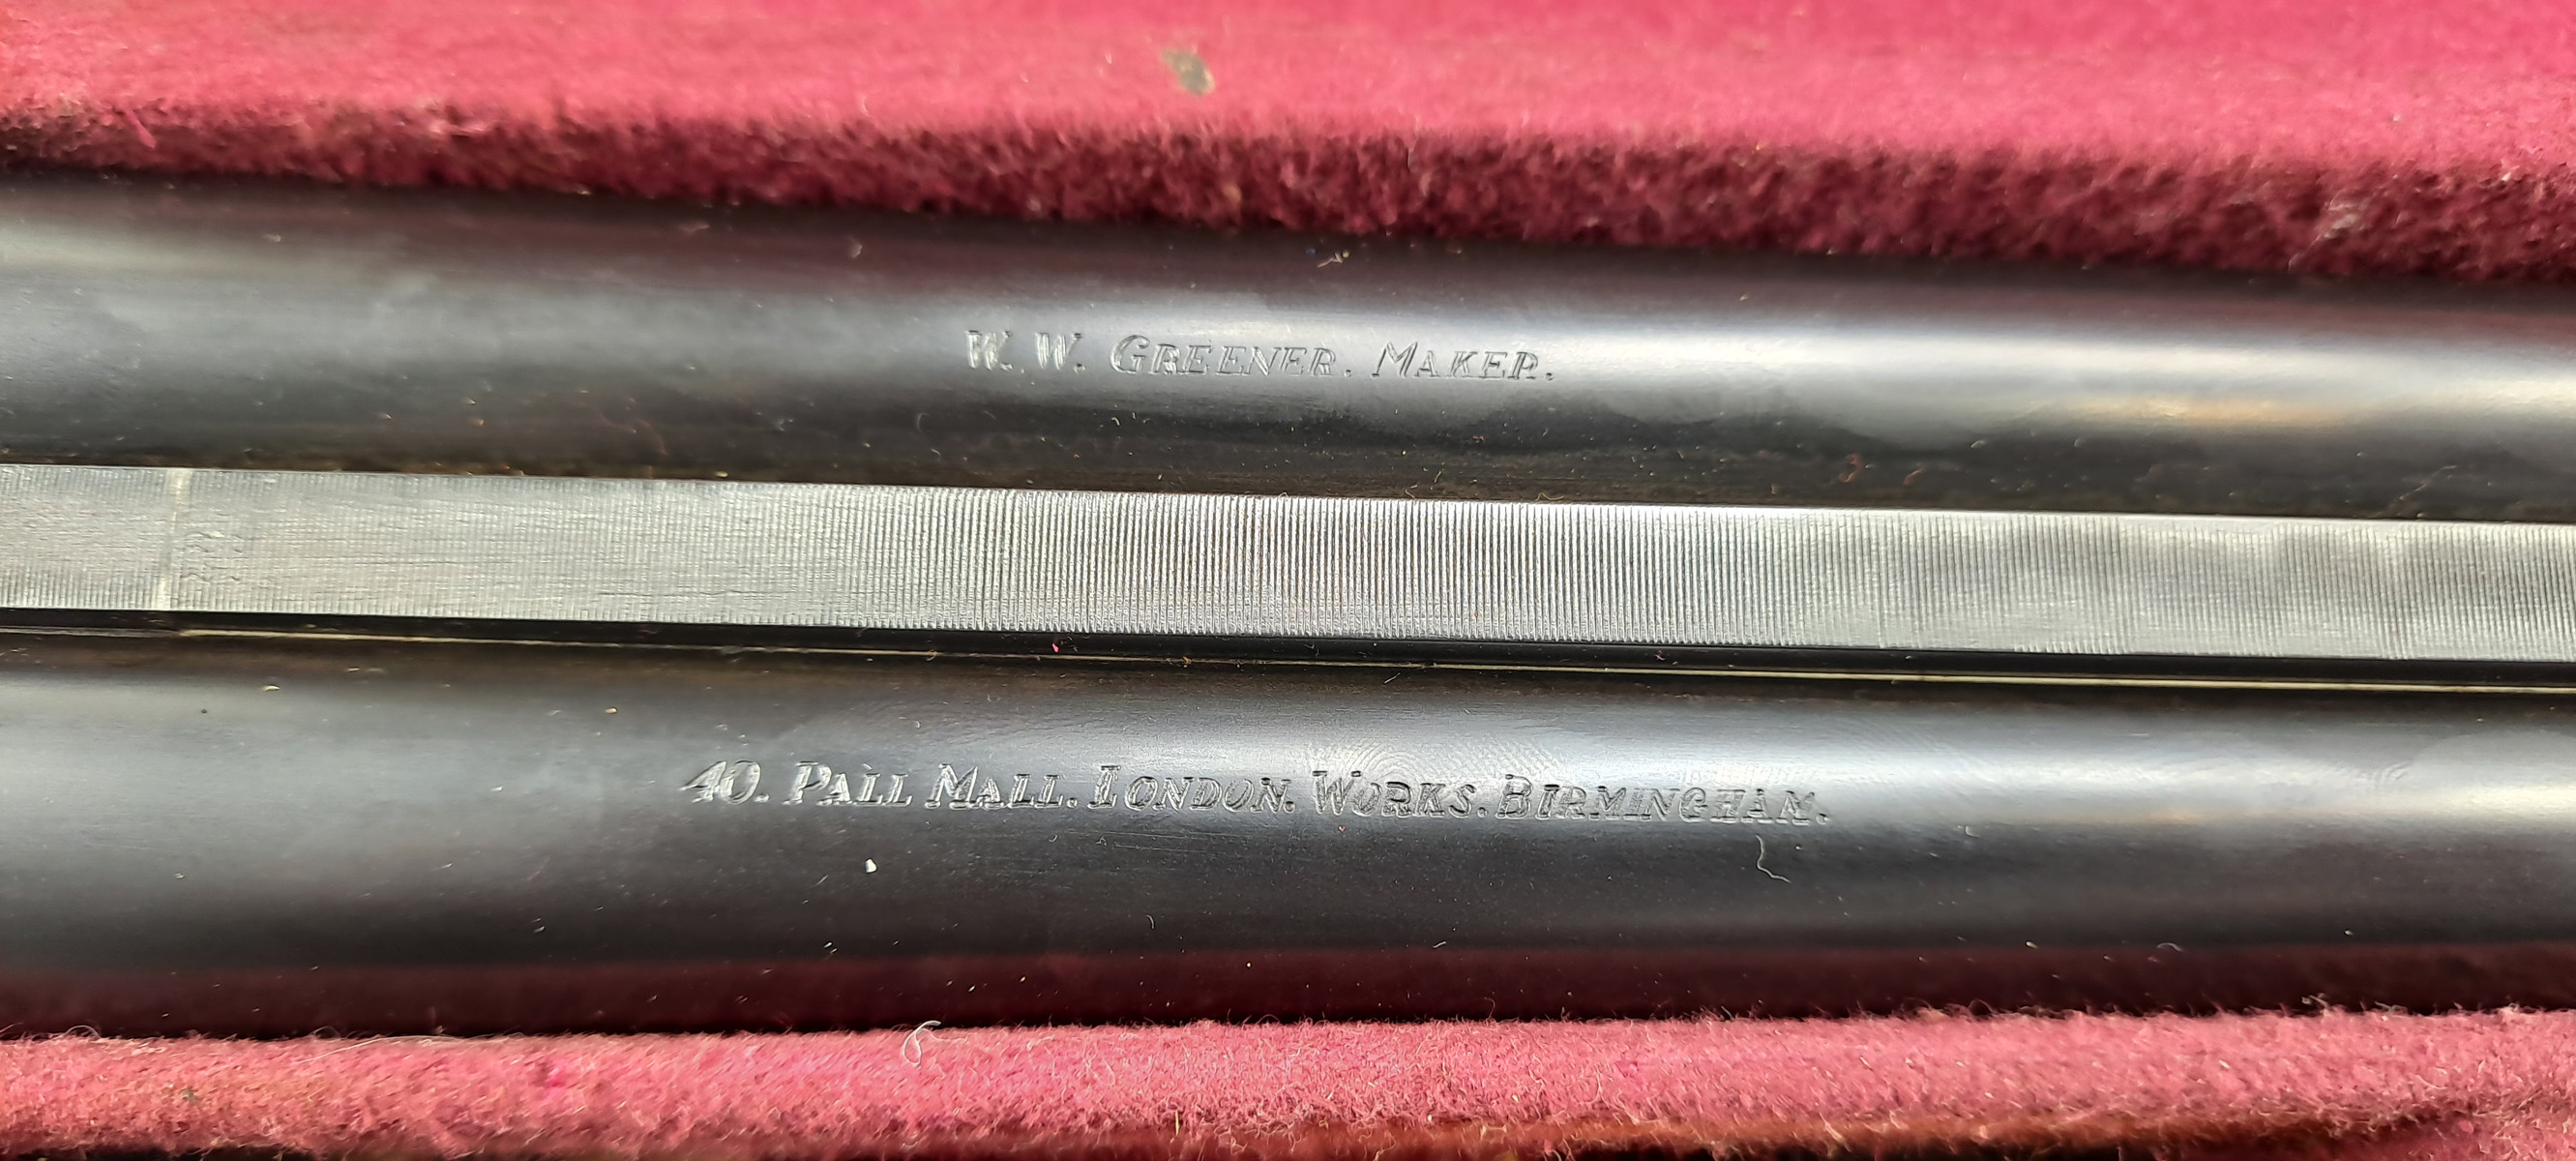 W. W. GREENER. MAKER.
40. PALL MALL. LONDON. WORKS. BIRMINGHAM.